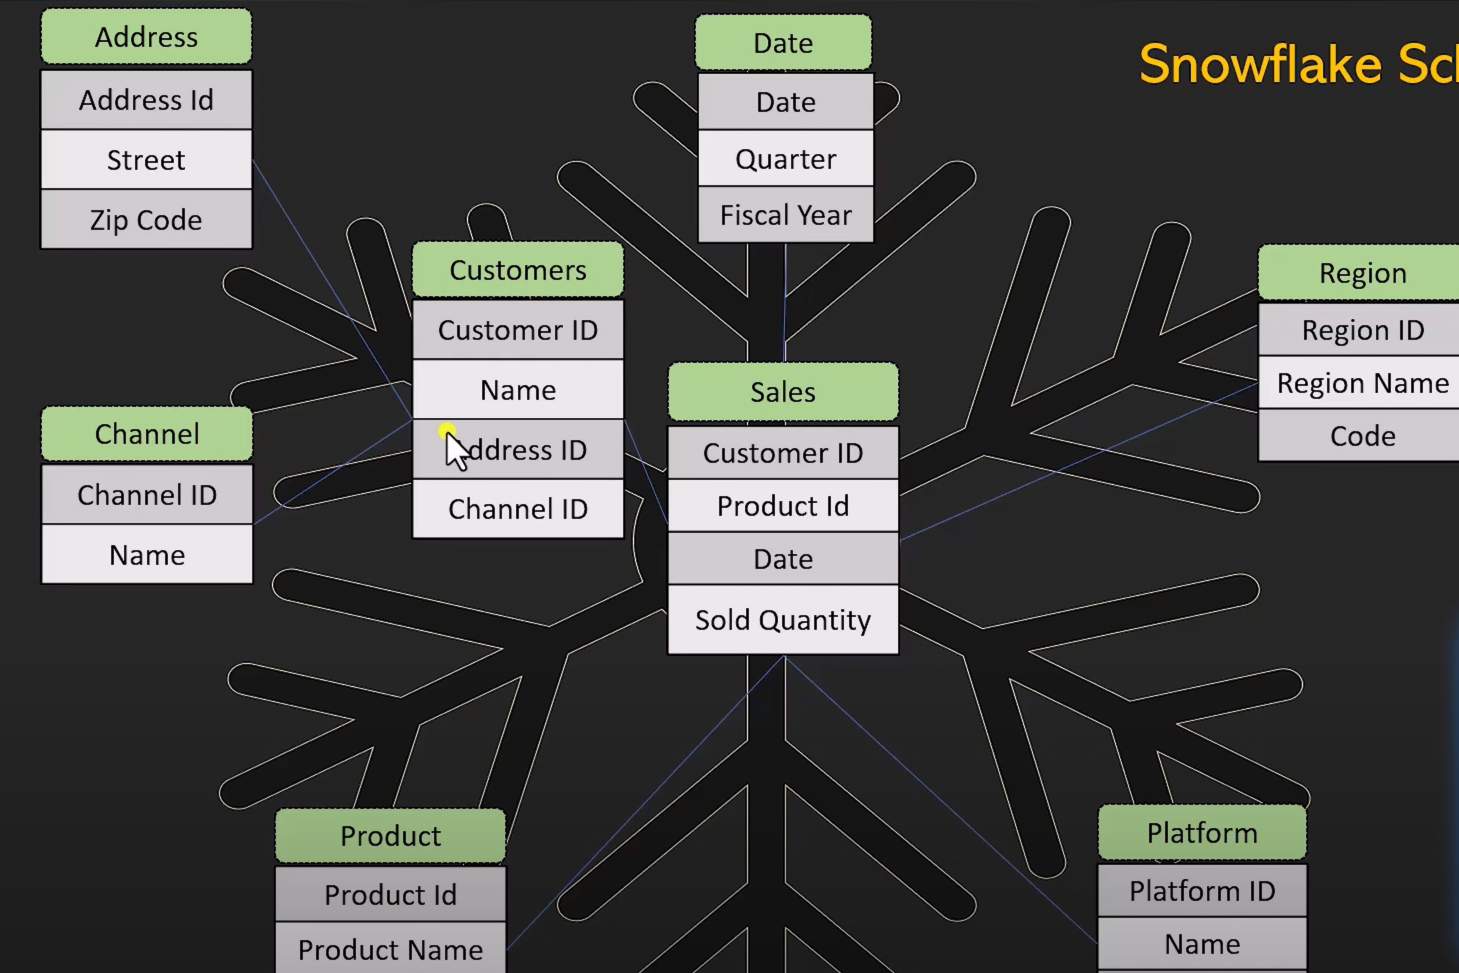 Snowflake Sc
Address
Address Id
Street
Zip Code
Date
Date
Quarter
Fiscal Year
Customers
Customer ID
Name
ddress ID
Channel ID
Region
Region ID
Region Name
Code
Channel
Channel ID
Name
Sales
Customer ID
Product Id
Date
Sold Quantity
Product
Product Id
Product Name
Platform
Platform ID
Name